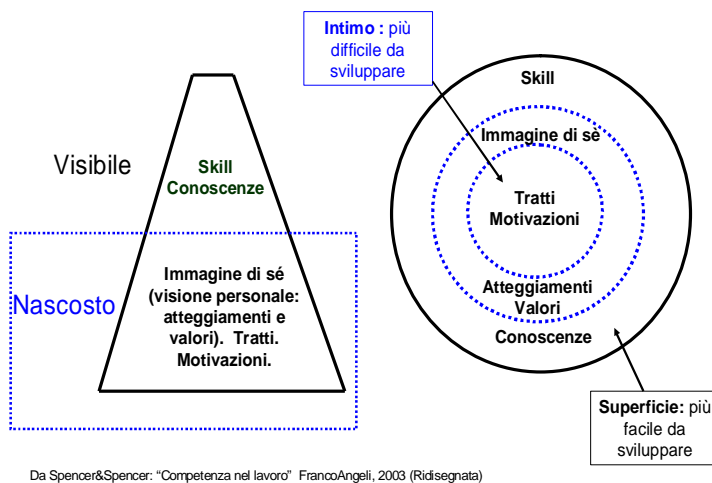 Visibile
Skill
Conoscenze
Nascosto
Immagine di sé
(visione personale:
atteggiamenti e
valori). Tratti.
Motivazioni.
Intimo : più
difficile da
sviluppare
Skill
Immagine di sè
Tratti
Motivazioni
Atteggiamenti
Valori
Conoscenze
Superficie: più
facile da
sviluppare
Da Spencer&Spencer: “Competenza nel lavoro” FrancoAngeli, 2003 (Ridisegnata)